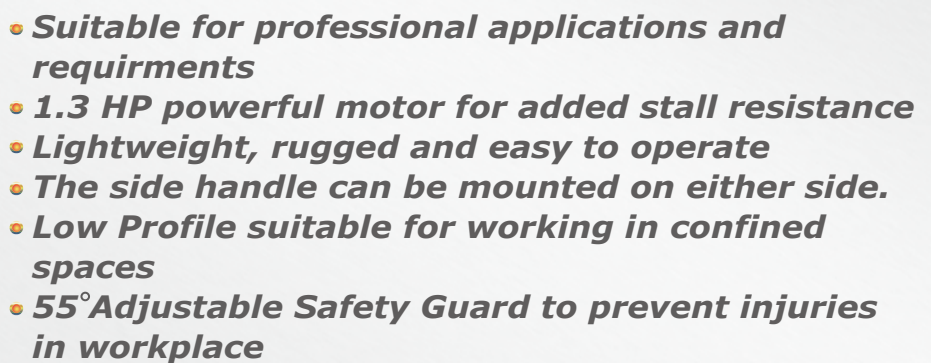 Suitable for professional applications and
requirments
1.3 HP powerful motor for added stall resistance
Lightweight, rugged and easy to operate
The side handle can be mounted on either side.
Low Profile suitable for working in confined
spaces
55°Adjustable Safety Guard to prevent injuries
in workplace